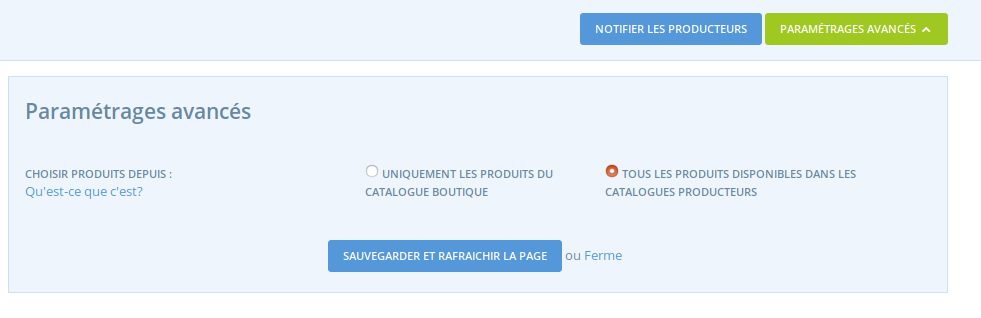 NOTIFIER LES PRODUCTEURS
PARAMÉTRAGES AVANCÉS
Paramétrages avancés
CHOISIR PRODUITS DEPUIS :
Qu'est-ce que c'est?
UNIQUEMENT LES PRODUITS DU
CATALOGUE BOUTIQUE
TOUS LES PRODUITS DISPONIBLES DANS LES
CATALOGUES PRODUCTEURS
SAUVEGARDER ET RAFRAICHIR LA PAGE ou Ferme